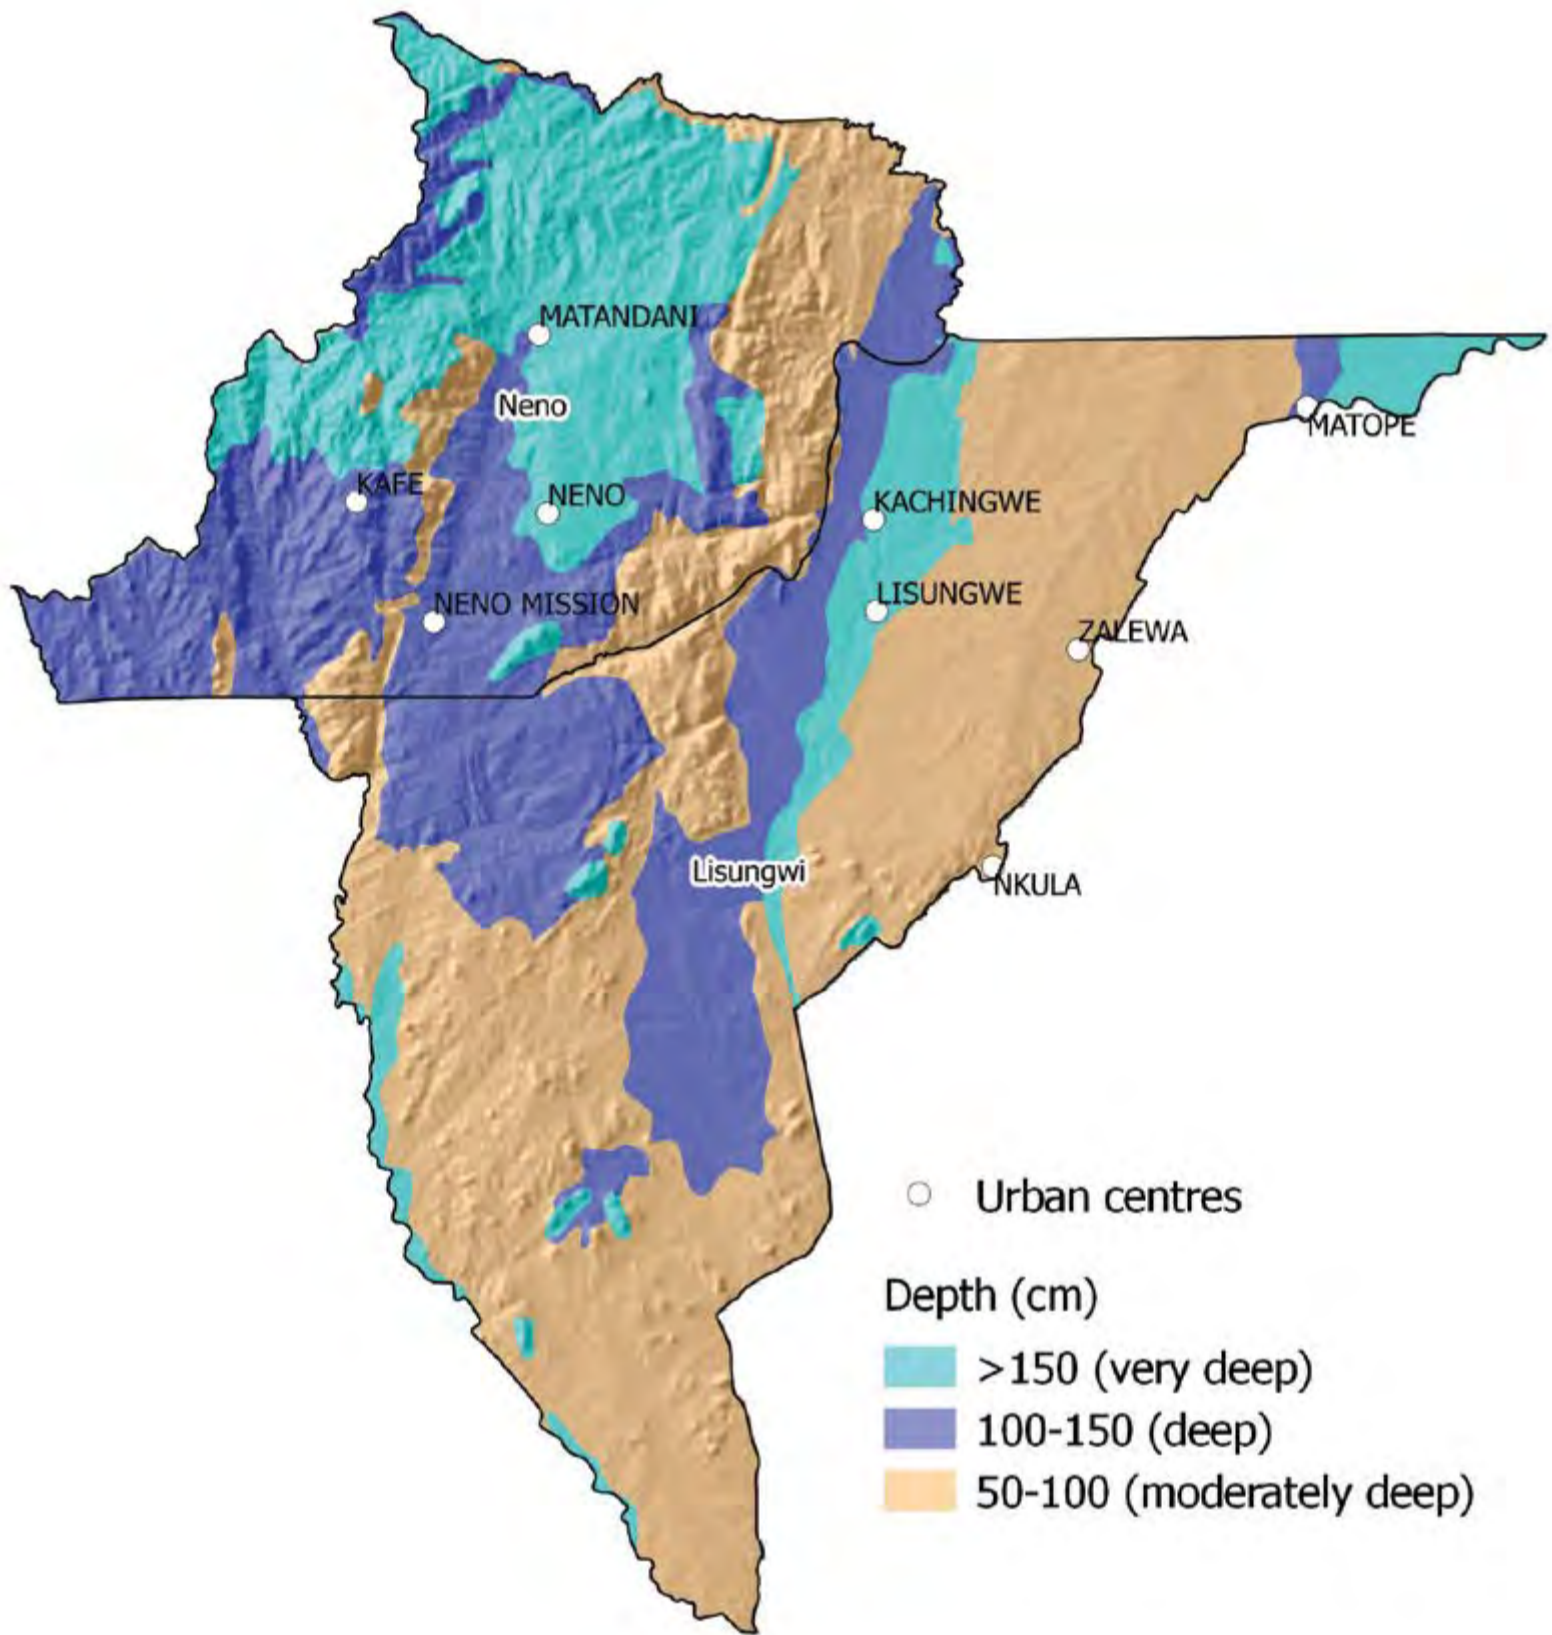 MATANDANI
Neno
MATOPE
KAFE
NENO
KACHINGWE
NENO MISSION
LISUNGWE
ZALEWA
Lisungwi
NKULA
Urban centres
Depth (cm)
>150 (very deep)
100-150 (deep)
50-100 (moderately deep)